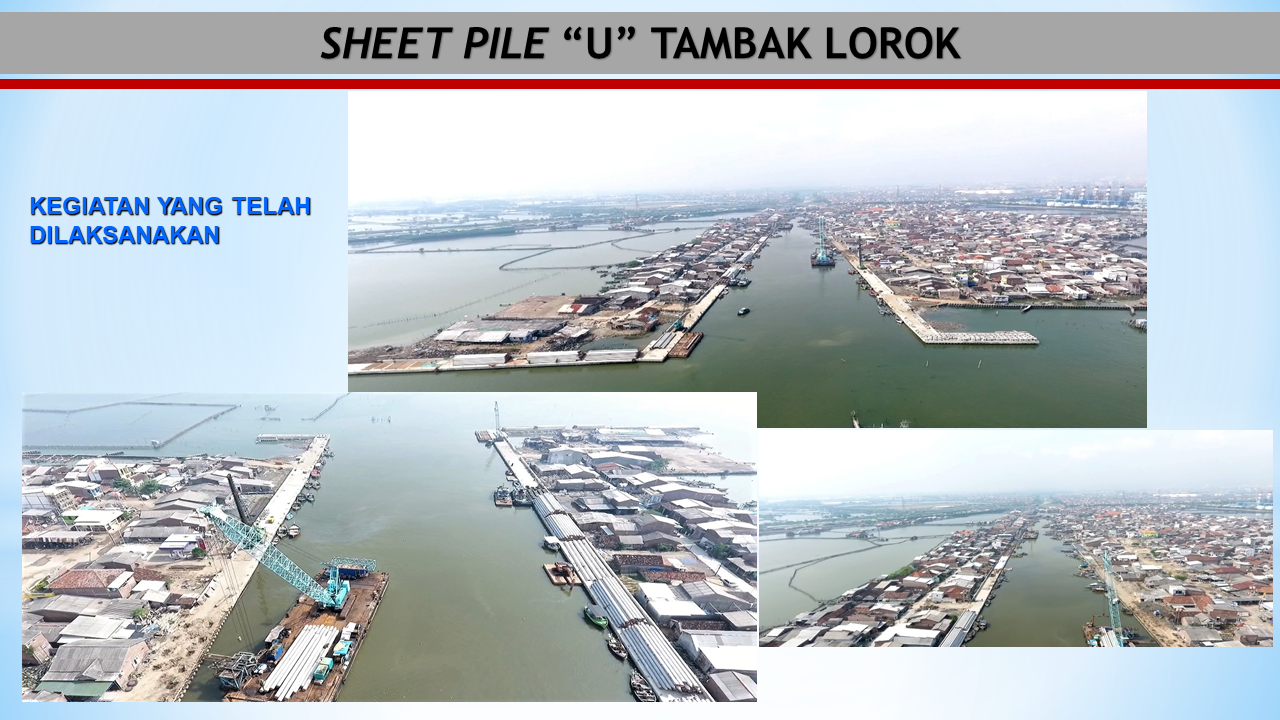 SHEET PILE “U” TAMBAK LOROK
KEGIATAN YANG TELAH
DILAKSANAKAN